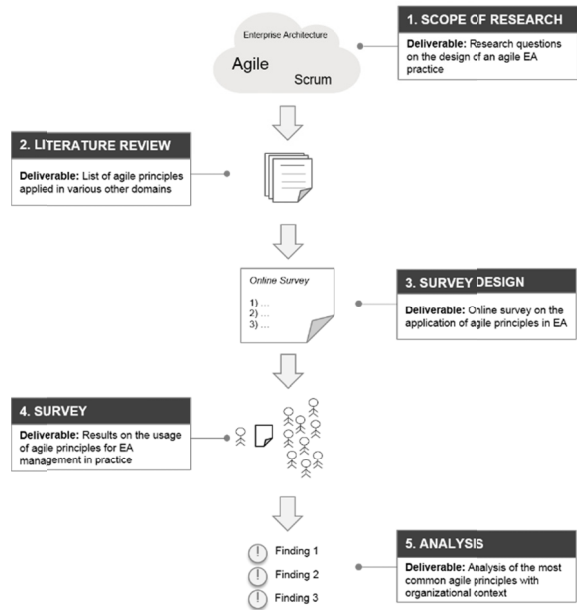 Enterprise Architecture
Agile
Scrum
1. SCOPE OF RESEARCH
Deliverable: Research questions
on the design of an agile EA
practice
2. LITERATURE REVIEW
Deliverable: List of agile principles
applied in various other domains
Online Survey
1) ...
2) ...
3) ...
3. SURVEY DESIGN
Deliverable: Online survey on the
application of agile principles in EA
4. SURVEY
Deliverable: Results on the usage
of agile principles for EA
management in practice
! Finding 1
! Finding 2
! Finding 3
5. ANALYSIS
Deliverable: Analysis of the most
common agile principles with
organizational context